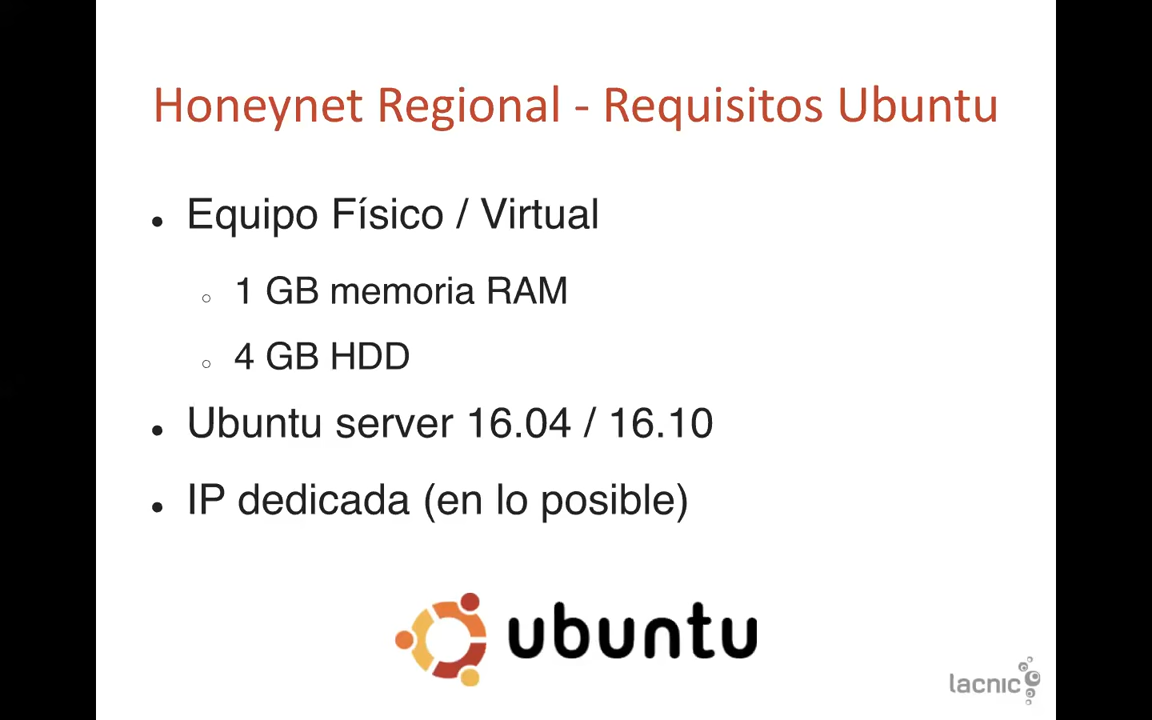 Honeynet Regional - Requisitos Ubuntu
• Equipo Físico / Virtual
○ 1 GB memoria RAM
○ 4 GB HDD
• Ubuntu server 16.04 / 16.10
• IP dedicada (en lo posible)
ubuntu
lacnic